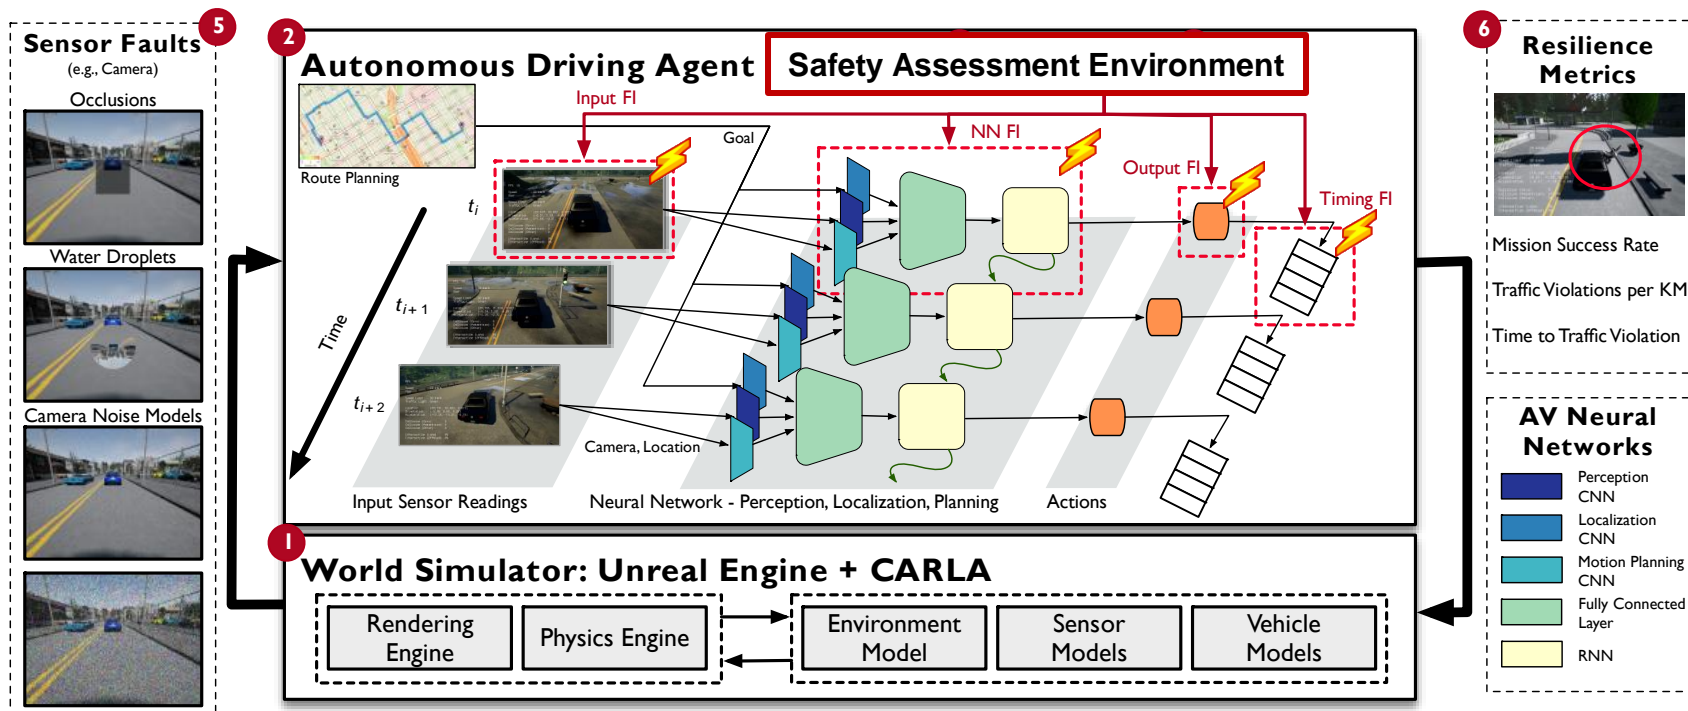 5
Sensor Faults
(e.g., Camera)
Occlusions
Water Droplets
Camera Noise Models
2
Autonomous Driving Agent
Safety Assessment Environment
Input FI
NN FI
Output FI
Timing FI
Goal
Route Planning
t i
t i + 1
t i + 2
Time
Camera, Location
Input Sensor Readings
Neural Network - Perception, Localization, Planning
Actions
1
World Simulator: Unreal Engine + CARLA
Rendering
Engine
Physics Engine
Environment
Model
Sensor
Models
Vehicle
Models
6
Resilience
Metrics
Mission Success Rate
Traffic Violations per KM
Time to Traffic Violation
AV Neural
Networks
Perception
CNN
Localization
CNN
Motion Planning
CNN
Fully Connected
Layer
RNN